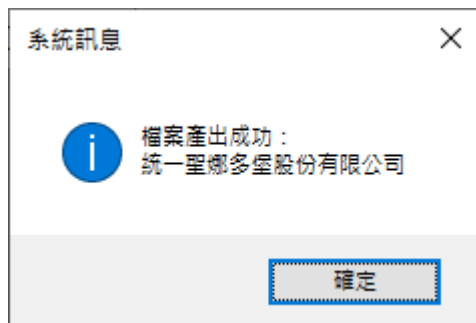 系統訊息
檔案產出成功：
統一聖娜多堡股份有限公司
確定